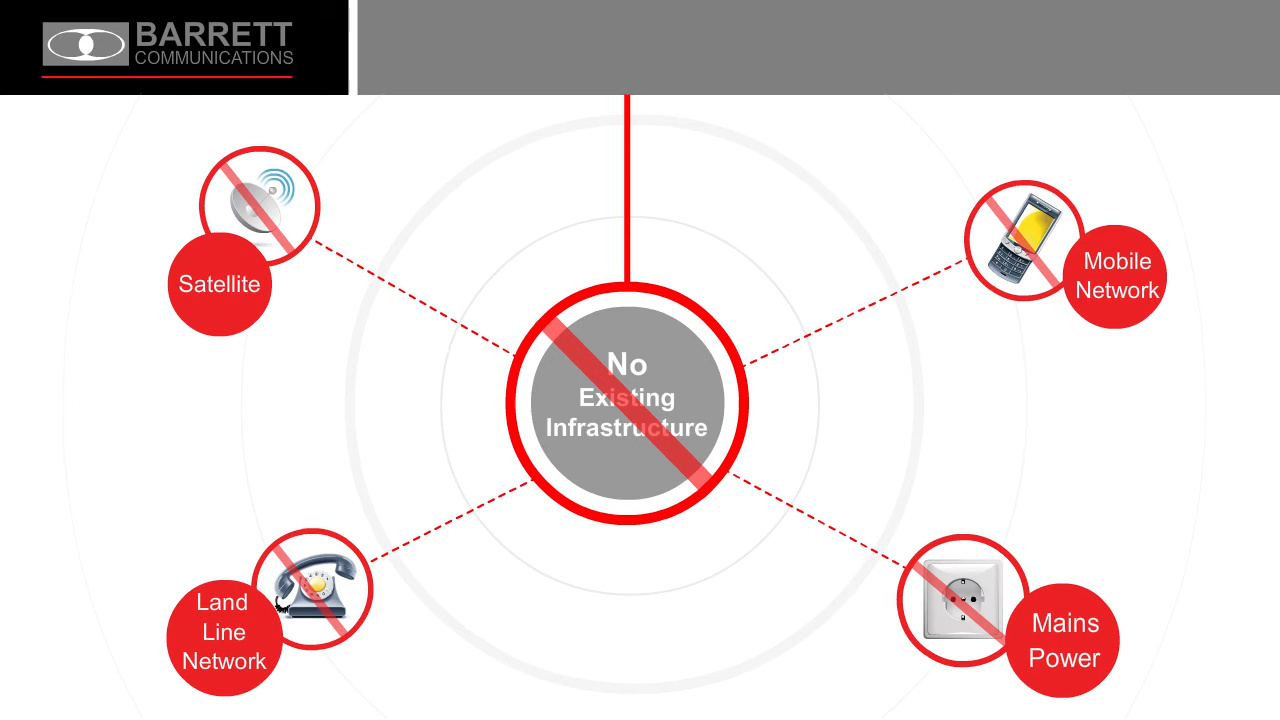 BARRETT
COMMUNICATIONS
Satellite
Mobile
Network
No
Existing
Infrastructure
Land
Line
Network
Mains
Power